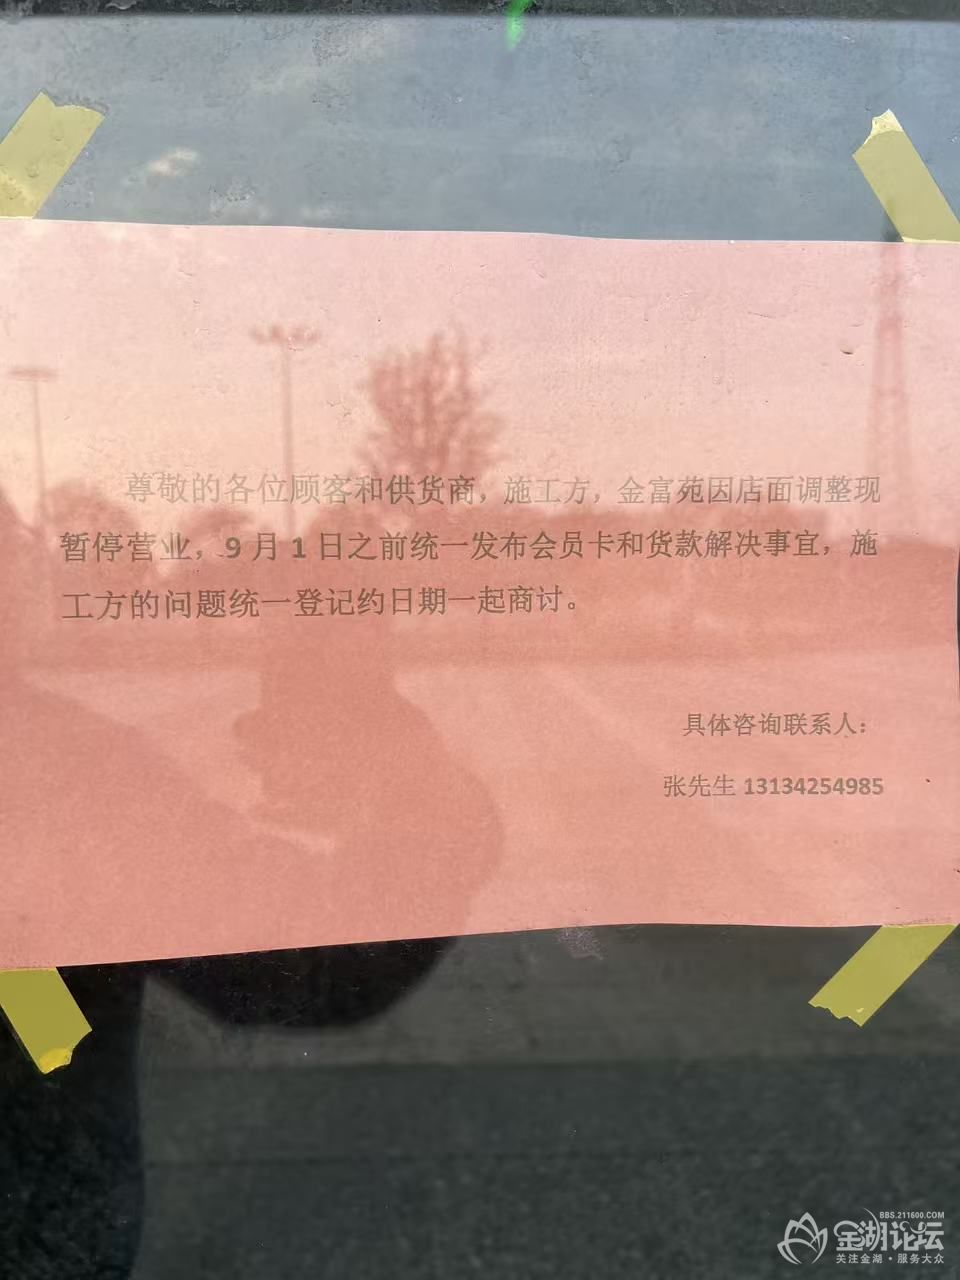 尊敬的各位顾客和供货商，施工方，金富苑因店面调整现
暂停营业，9月1日之前统一发布会员卡和货款解决事宜，施
工方的问题统一登记约日期一起商讨。
具体咨询联系人：
张先生 13134254985
BBS.211600.COM
金湖论坛
关注金湖·服务大众